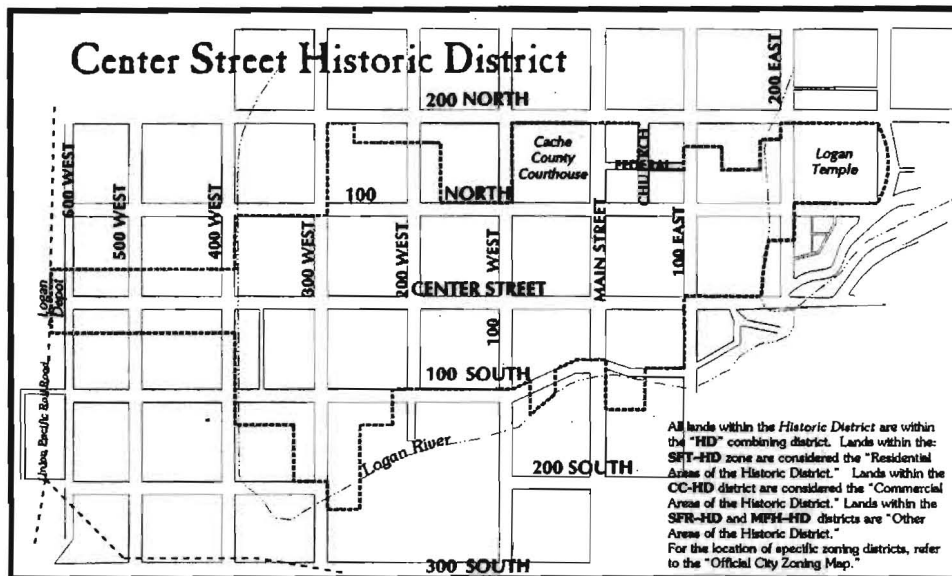 Center Street Historic District
200 NORTH
200 EAST
Cache
County
Courthouse
FEDERAL
CHURCH
Logan
Temple
600 WEST
500 WEST
400 WEST
100 NORTH
300 WEST
200 WEST
100 WEST
MAIN STREET
100 EAST
CENTER STREET
Logan
Depot
Union Pacific Rail Road
100 SOUTH
Logan River
200 SOUTH
300 SOUTH
All lands within the Historic District are within
the "HD" combining district. Lands within the:
SFT-HD zone are considered the "Residential
Areas of the Historic District." Lands within the
CC-HD district are considered the "Commercial
Areas of the Historic District." Lands within the
SFR-HD and MFH-HD districts are "Other
Areas of the Historic District."
For the location of specific zoning districts, refer
to the "Official City Zoning Map."